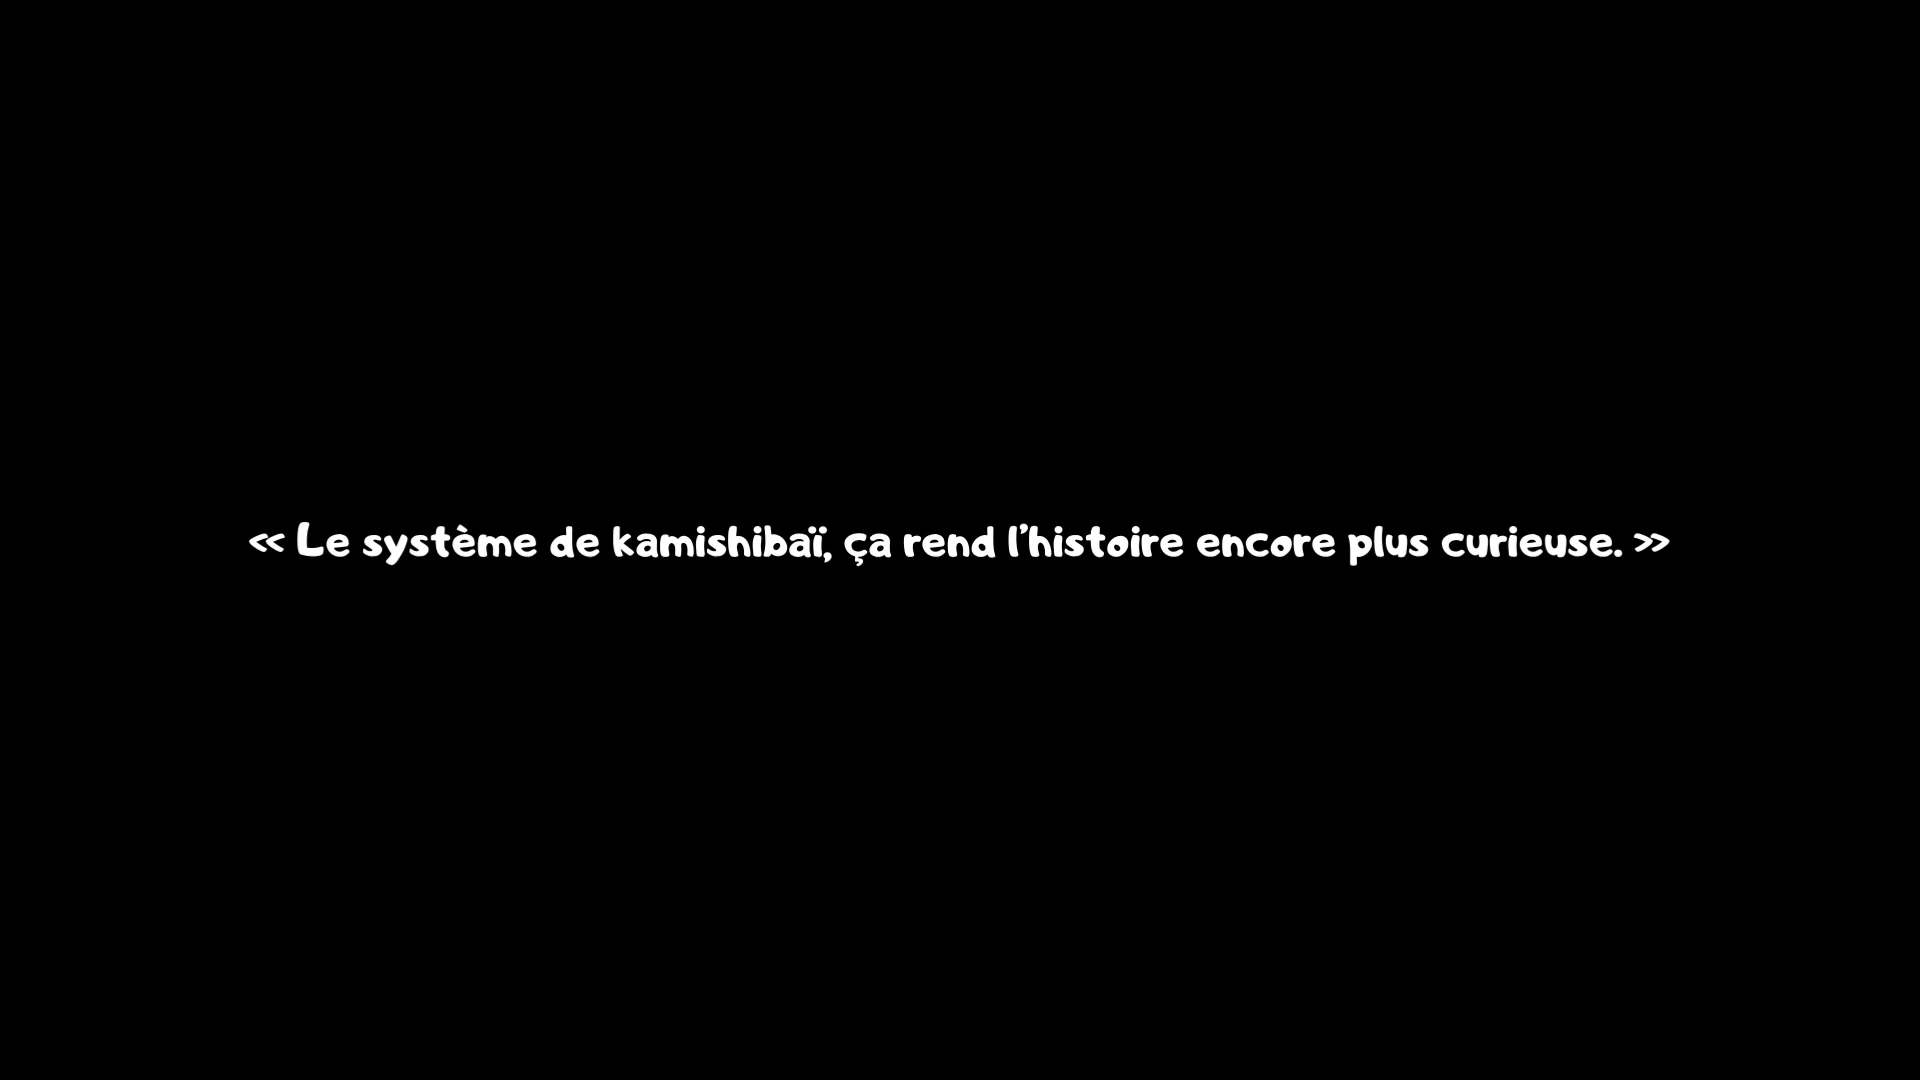 « Le système de kamishibaï, ça rend l’histoire encore plus curieuse. »